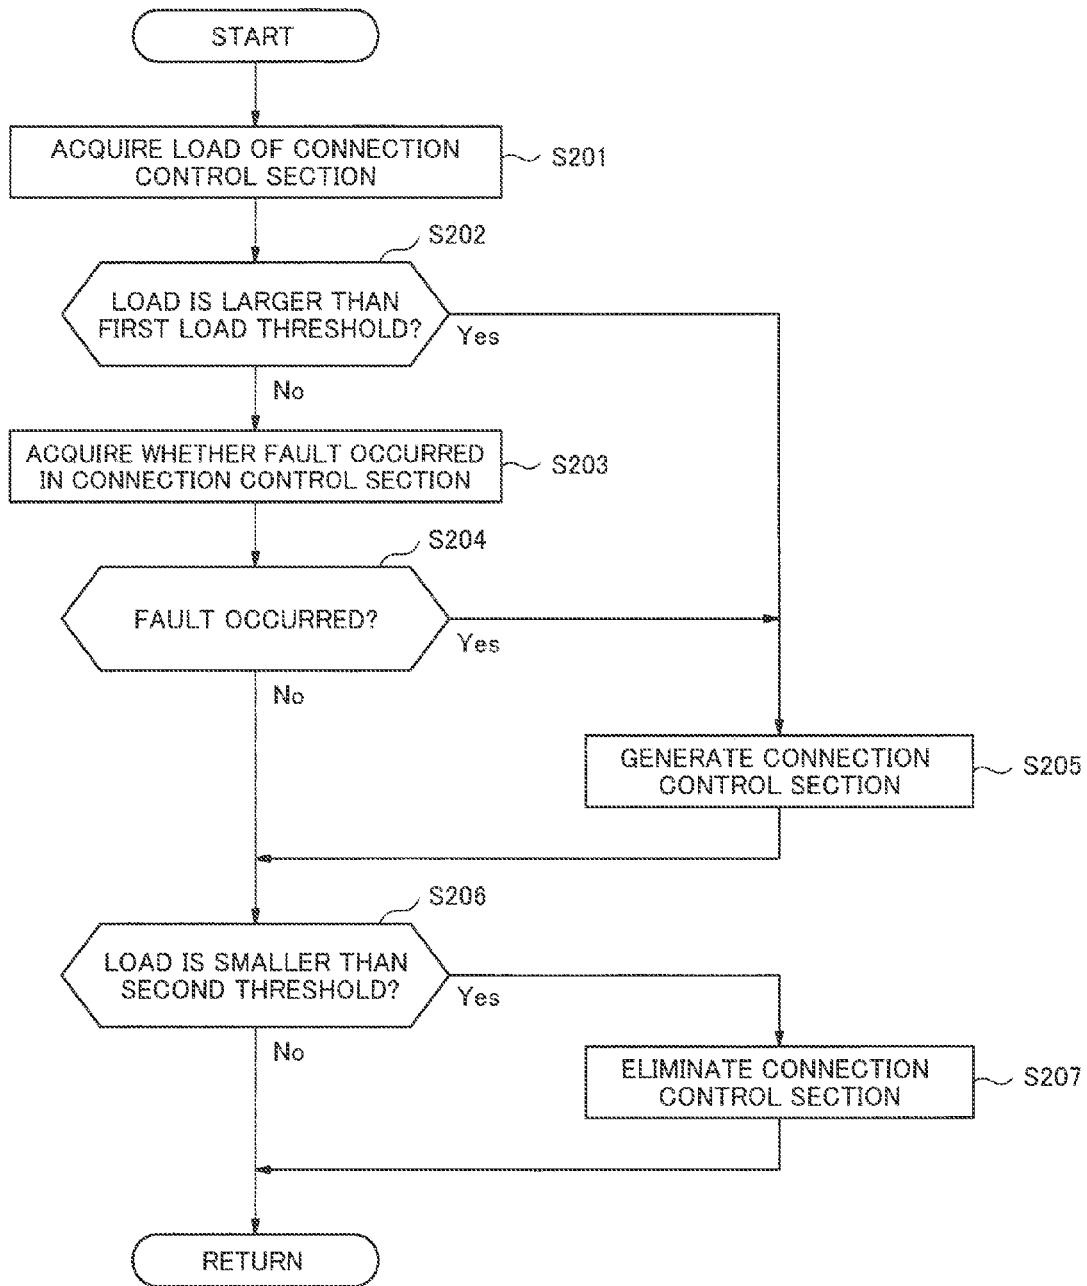 START
ACQUIRE LOAD OF CONNECTION
CONTROL SECTION
S201
S202
LOAD IS LARGER THAN
FIRST LOAD THRESHOLD?
Yes
No
ACQUIRE WHETHER FAULT OCCURRED
IN CONNECTION CONTROL SECTION
S203
S204
FAULT OCCURRED?
Yes
No
GENERATE CONNECTION
CONTROL SECTION
S205
S206
LOAD IS SMALLER THAN
SECOND THRESHOLD?
Yes
No
ELIMINATE CONNECTION
CONTROL SECTION
S207
RETURN